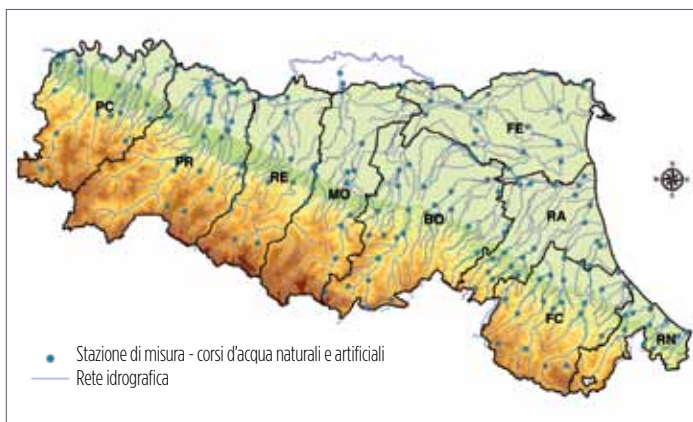 PC
PR
RE
MO
BO
FE
RA
FC
RN
Stazione di misura - corsi d'acqua naturali e artificiali
Rete idrografica